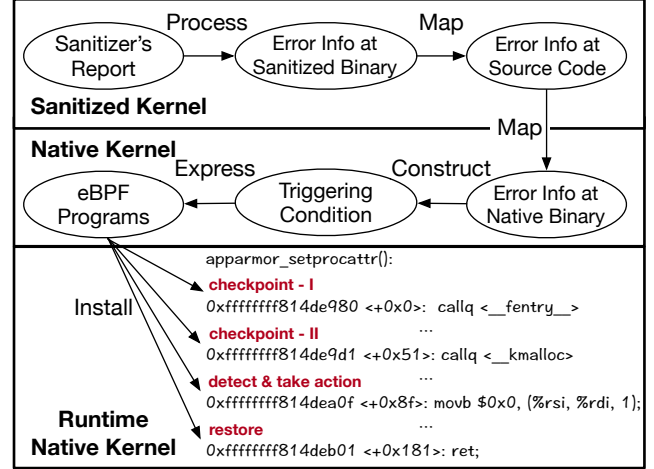 Process
Map
Sanitizer's
Report
Error Info at
Sanitized Binary
Error Info at
Source Code
Sanitized Kernel
Map
Native Kernel
Express
Construct
eBPF
Programs
Triggering
Condition
Error Info at
Native Binary
Install
apparmor_setprocattr():
checkpoint - I
0xffffffff814de980 <+0x0>: callq <__fentry__>
checkpoint - II
...
0xffffffff814de9d1 <+0x51>: callq <__kmalloc>
detect & take action
...
0xffffffff814dea0f <+0x8f>: movb $0x0, (%rsi, %rdi, 1);
restore
...
0xffffffff814deb01 <+0x181>: ret;
Runtime
Native Kernel